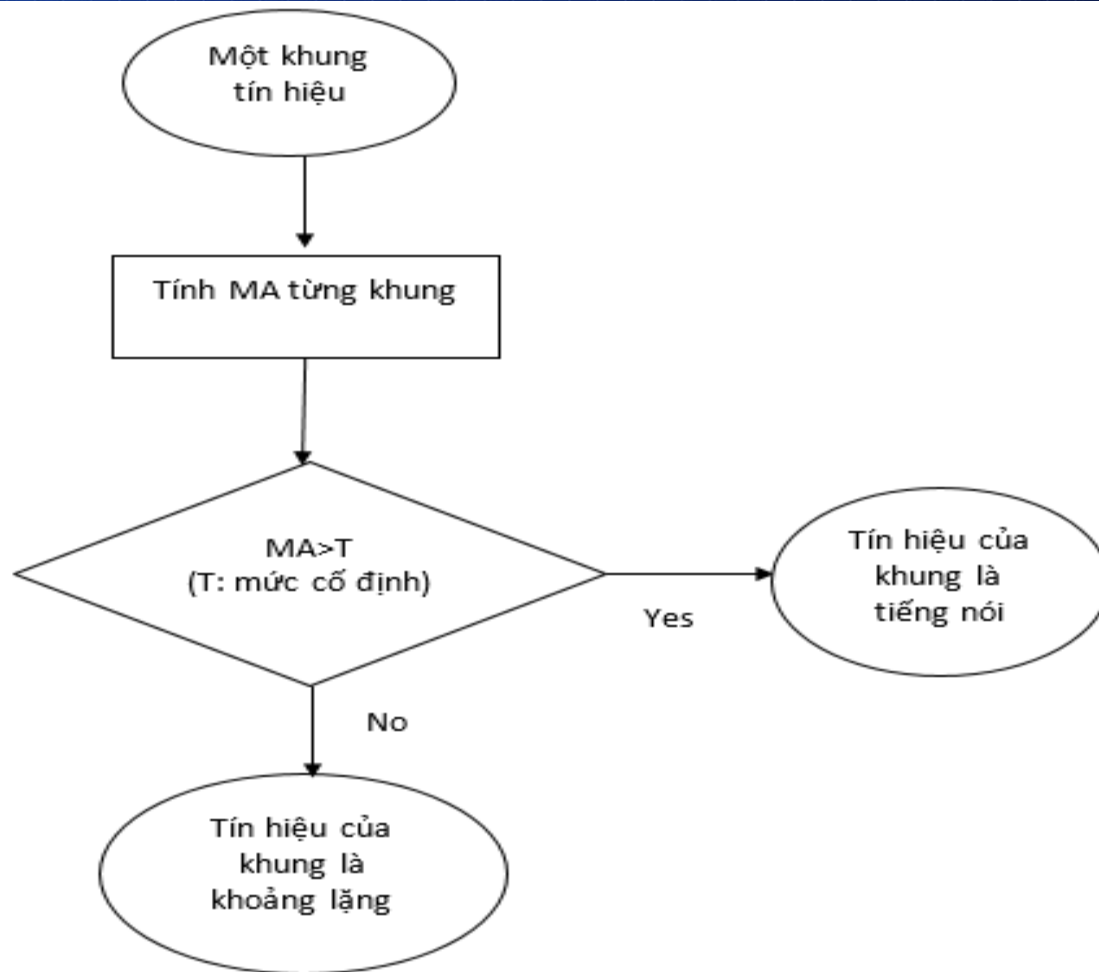 Một khung
tín hiệu
Tính MA từng khung
MA>T
(T: mức cố định)
Yes
Tín hiệu của
khung là
tiếng nói
No
Tín hiệu của
khung là
khoảng lặng